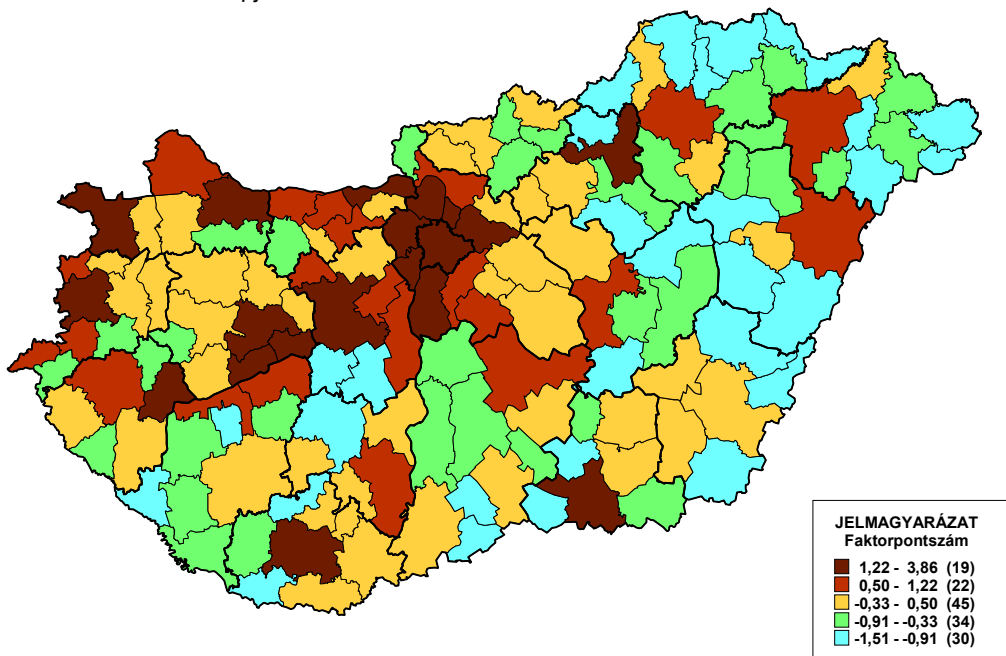 JELMAGYARÁZAT
Faktorpontszám
1,22 - 3,86 (19)
0,50 - 1,22 (22)
-0,33 - 0,50 (45)
-0,91 - -0,33 (34)
-1,51 - -0,91 (30)